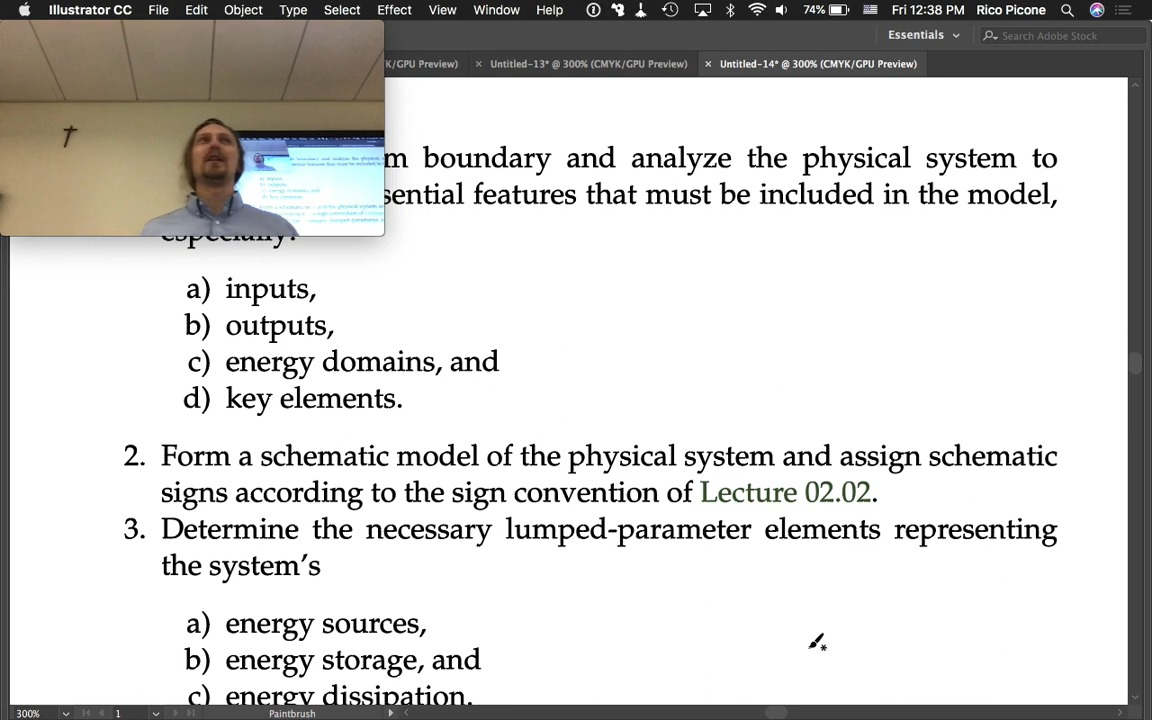 Illustrator CC File Edit Object Type Select Effect View Window Help 74% Fri 12:38 PM Rico Picone
Essentials Search Adobe Stock
K/GPU Preview) × Untitled-13* @ 300% (CMYK/GPU Preview) × Untitled-14* @ 300% (CMYK/GPU Preview)
m boundary and analyze the physical system to
sential features that must be included in the model,
especially:
a) inputs,
b) outputs,
c) energy domains, and
d) key elements.
2. Form a schematic model of the physical system and assign schematic
signs according to the sign convention of Lecture 02.02.
3. Determine the necessary lumped-parameter elements representing
the system's
a) energy sources,
b) energy storage, and
c) energy dissipation.
300% 1 Paintbrush